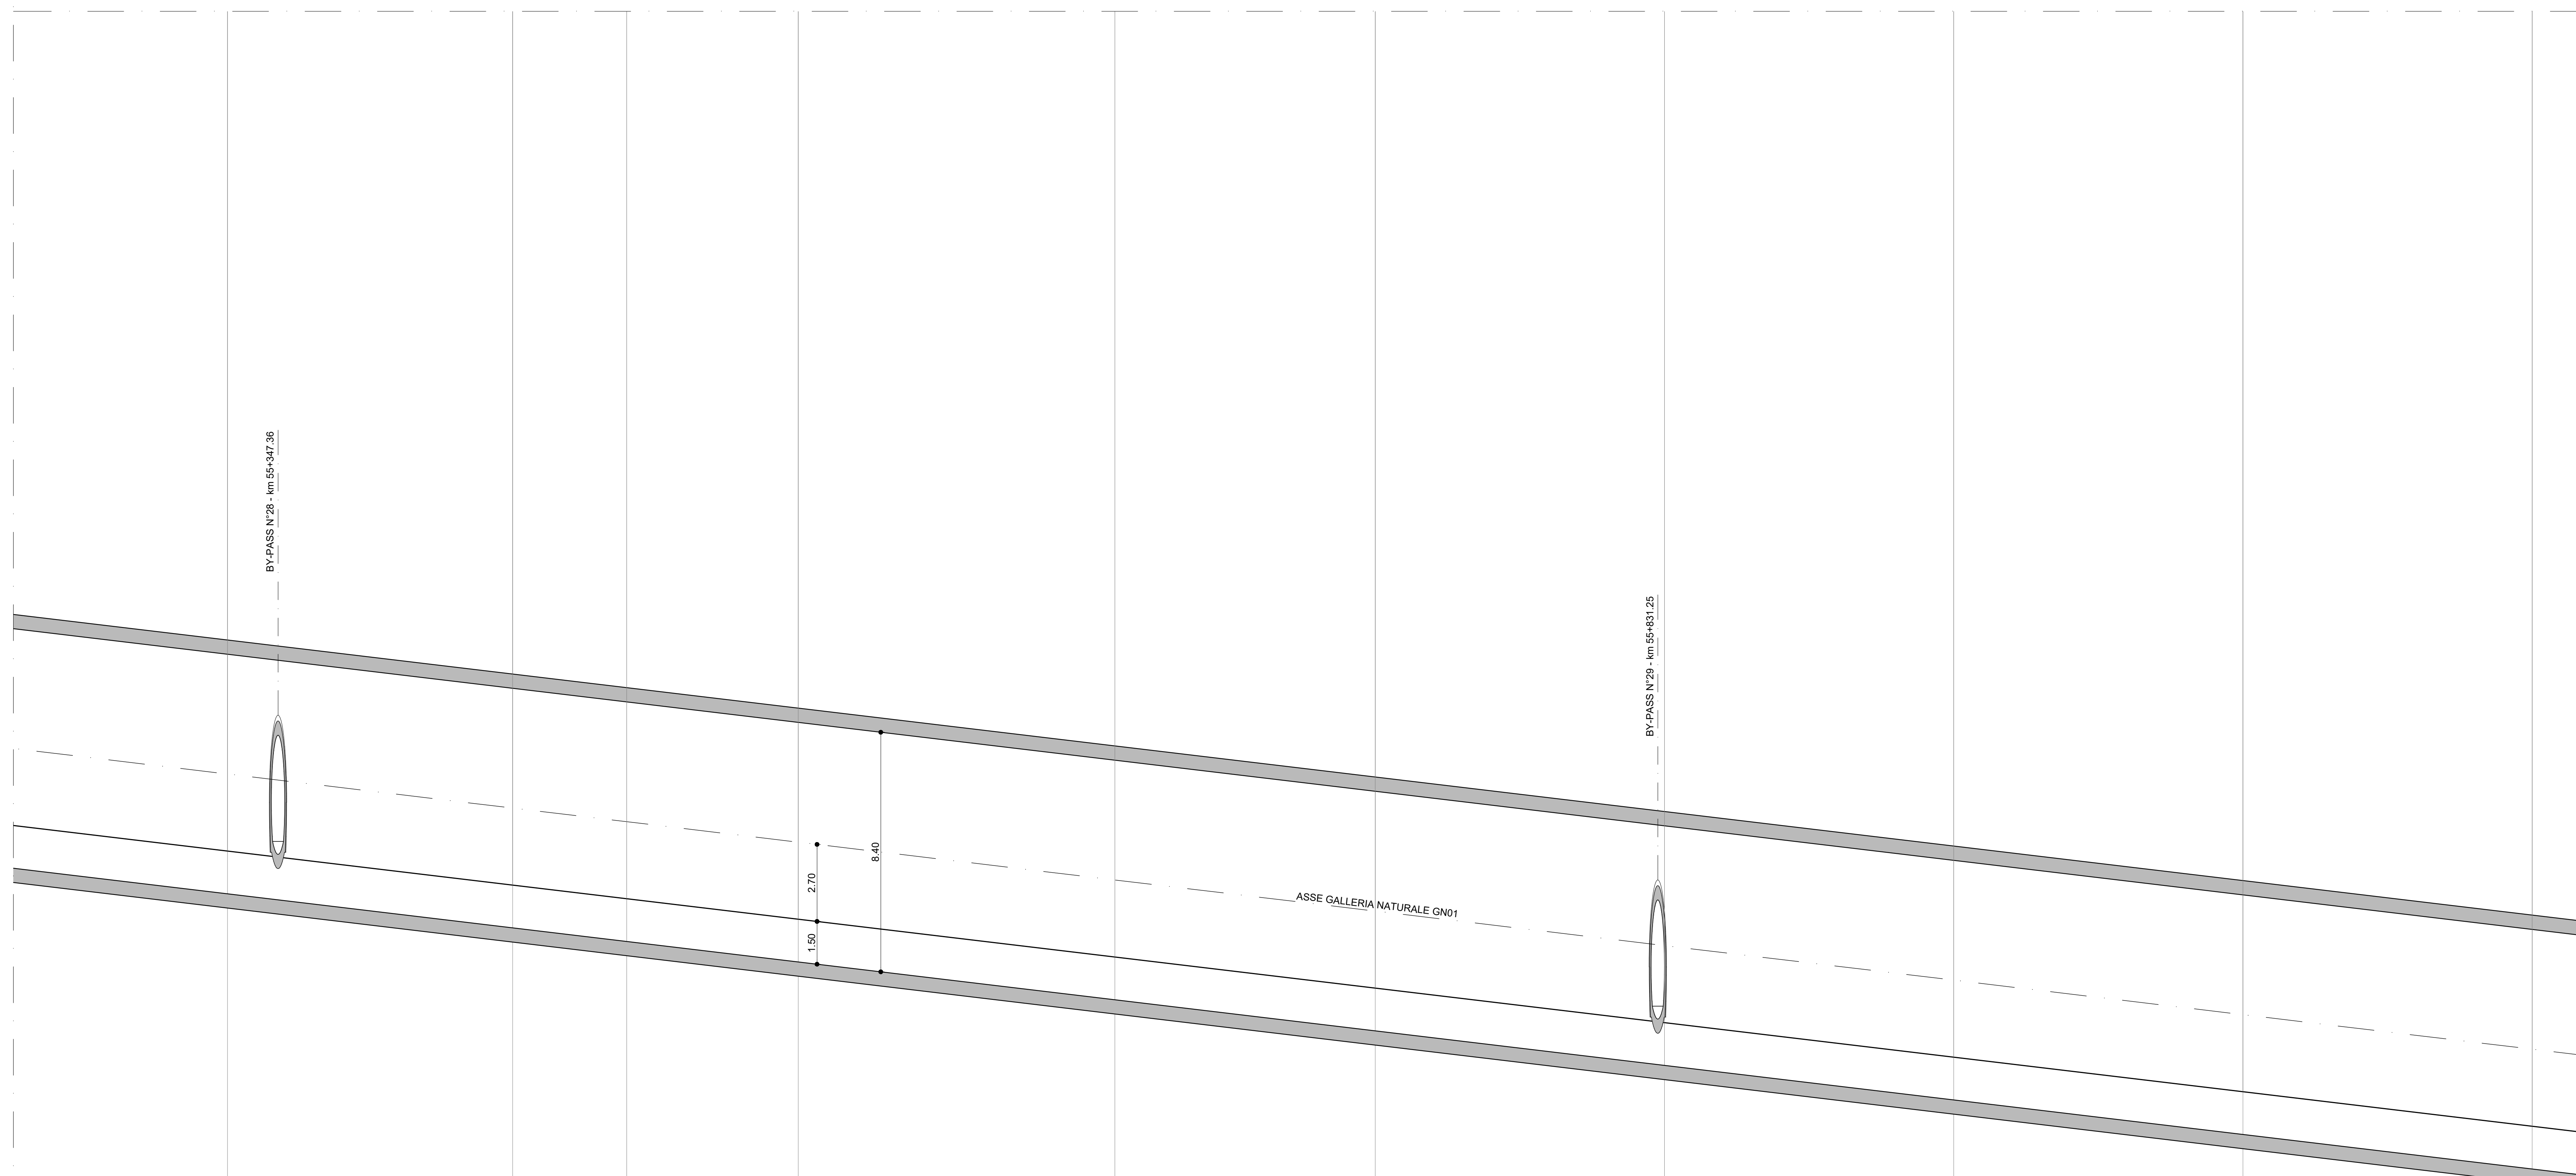 BY-PASS N°28 - km 55+347.36
BY-PASS N°29 - km 55+831.25
8.40
2.70
1.50
ASSE GALLERIA NATURALE GN01